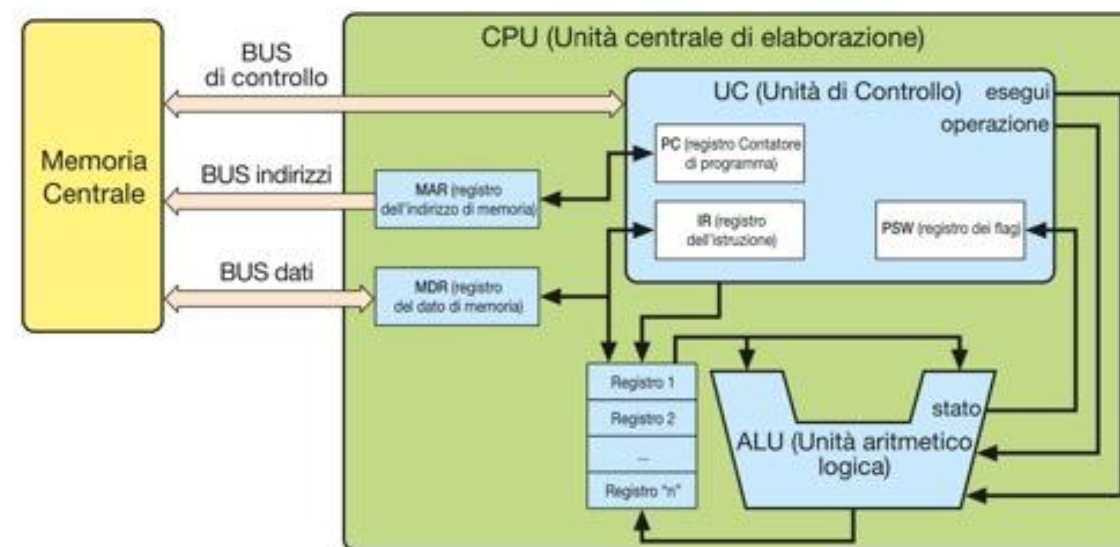 CPU (Unità centrale di elaborazione)
BUS
di controllo
UC (Unità di Controllo)
esegui
operazione
Memoria
Centrale
PC (registro Contatore
di programma)
BUS indirizzi
MAR (registro
dell'indirizzo di memoria)
IR (registro
dell'istruzione)
PSW (registro dei flag)
BUS dati
MDR (registro
del dato di memoria)
Registro 1
Registro 2
...
Registro "n"
stato
ALU (Unità aritmetico
logica)